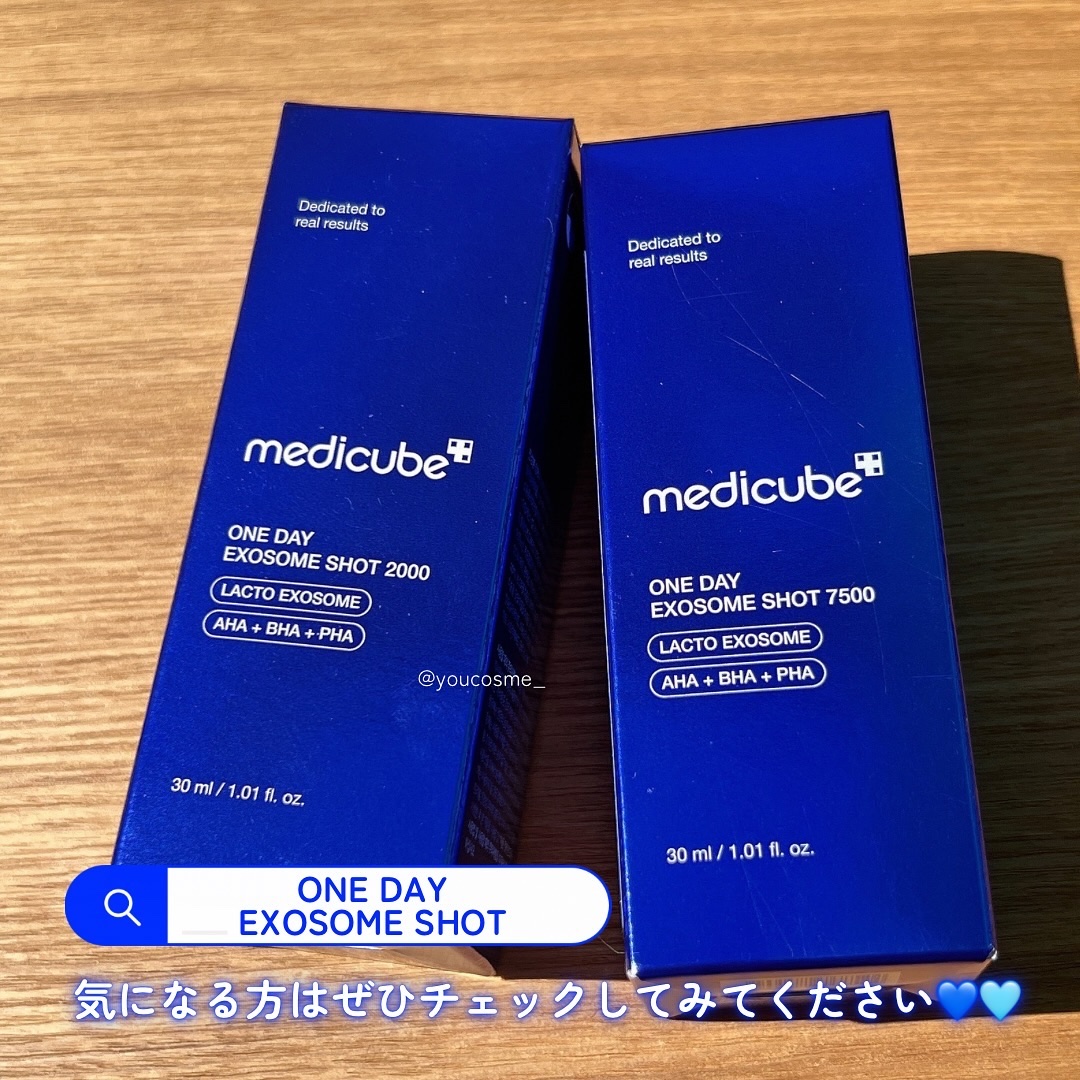 Dedicated to
real results
medicube
ONE DAY
EXOSOME SHOT 2000
LACTO EXOSOME
AHA + BHA + PHA
30 ml / 1.01 fl. oz.
Dedicated to
real results
medicube
ONE DAY
EXOSOME SHOT 7500
LACTO EXOSOME
AHA + BHA + PHA
30 ml / 1.01 fl. oz.
@youcosme_
ONE DAY
EXOSOME SHOT
気になる方はぜひチェックしてみてください💙🩵